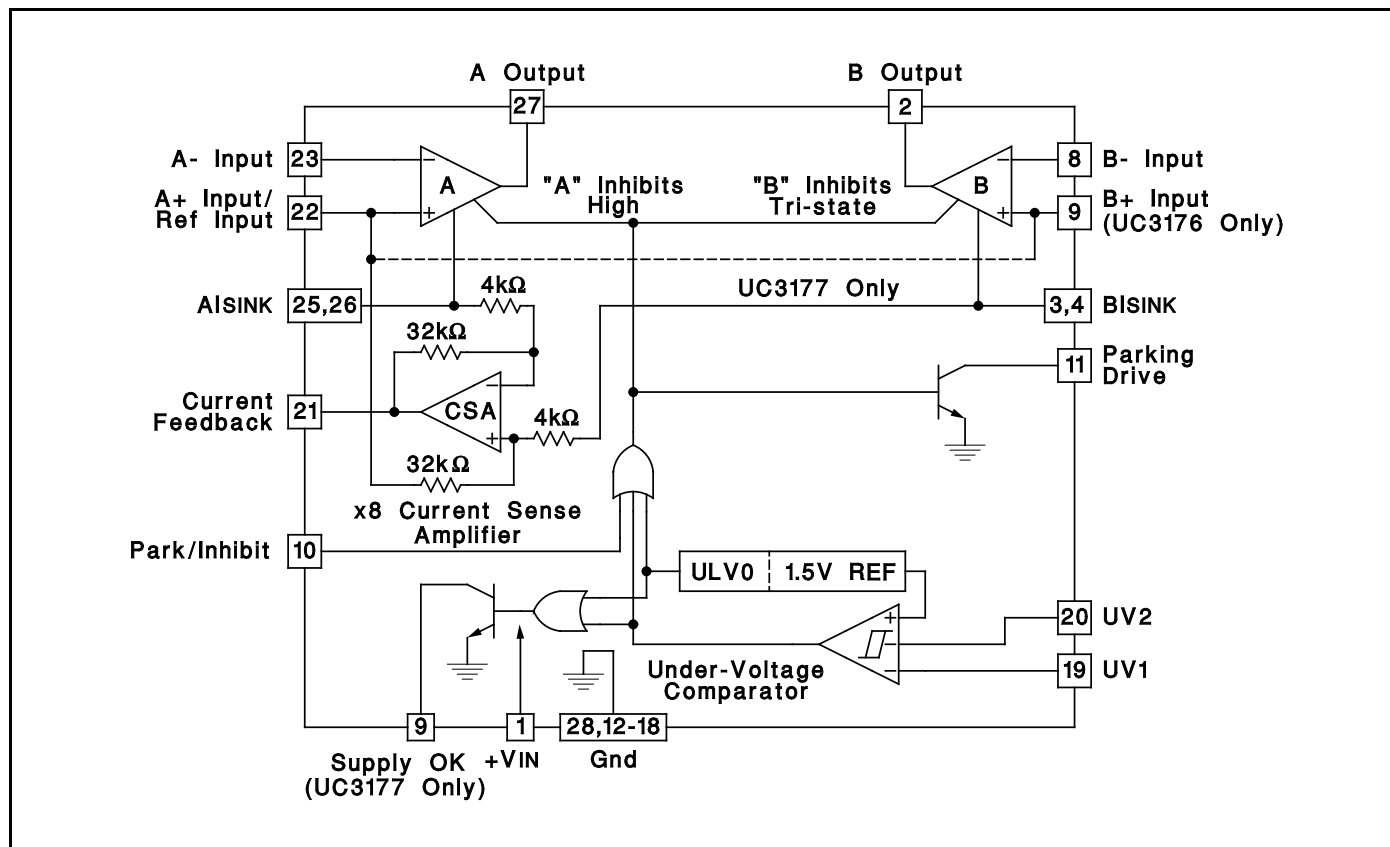 A Output
B Output
27
2
A- Input
23
−
A
"A" Inhibits
High
"B" Inhibits
Tri-state
B
−
8
B- Input
A+ Input/
Ref Input
22
+
+
9
B+ Input
(UC3176 Only)
4kΩ
UC3177 Only
AISINK
25,26
3,4
BISINK
32kΩ
11
Parking
Drive
−
Current
Feedback
21
CSA
4kΩ
+
32kΩ
x8 Current Sense
Amplifier
Park/Inhibit
10
ULV0
1.5V REF
+
20
UV2
−
Under-Voltage
Comparator
−
19
UV1
9
1
28,12-18
Supply OK
(UC3177 Only)
+VIN
Gnd